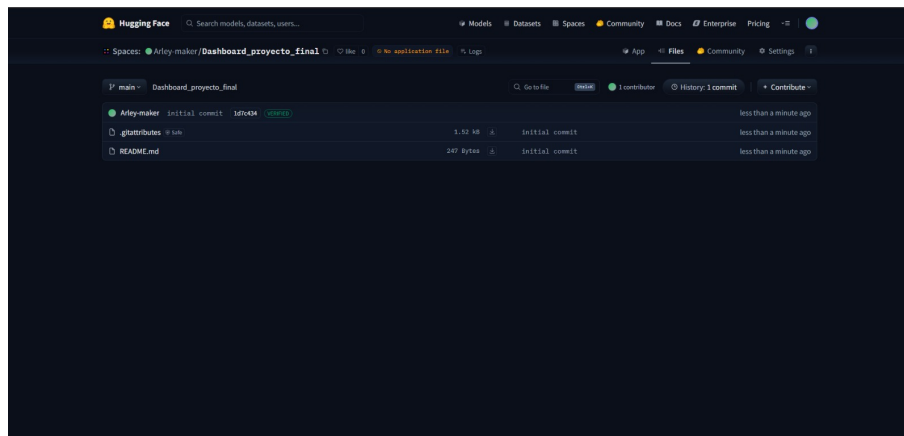 Hugging Face Search models, datasets, users... Models Datasets Spaces Community Docs Enterprise Pricing
Spaces: Arley-maker/Dashboard_proyecto_final like 0 No application file Logs App Files Community Settings
main Dashboard_proyecto_final Go to file Ctrl+K 1 contributor History: 1 commit + Contribute
Arley-maker initial commit 1d7c434 VERIFIED less than a minute ago
.gitattributes Safe 1.52 kB initial commit less than a minute ago
README.md 247 Bytes initial commit less than a minute ago